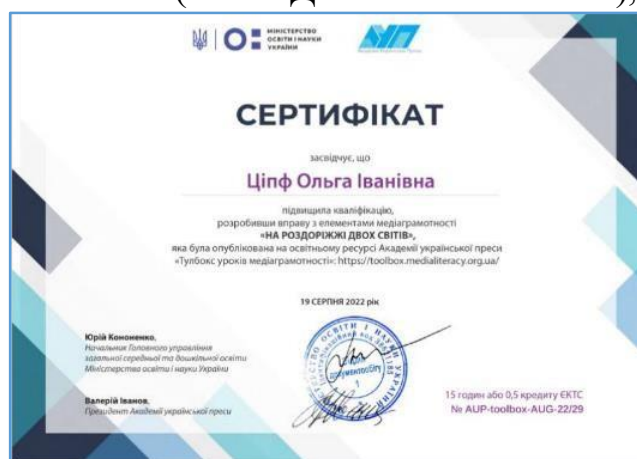 МІНІСТЕРСТВО
ОСВІТИ І НАУКИ
УКРАЇНИ
АУП
СЕРТИФІКАТ
засвідчує, що
Ціпф Ольга Іванівна
підвищила кваліфікацію,
розробивши вправу з елементами медіаграмотності
«НА РОЗДОРІЖЖІ ДВОХ СВІТІВ»,
яка була опублікована на освітньому ресурсі Академії української преси
«Тулбокс уроків медіаграмотності»: https://toolbox.medialiteracy.org.ua/
19 СЕРПНЯ 2022 рік
Юрій Кононенко,
Начальник Головного управління
загальної середньої та дошкільної освіти
Міністерства освіти і науки України
Валерій Іванов,
Президент Академії української преси
документообігу
1
15 годин або 0,5 кредиту ЄКТС
№ AUP-toolbox-AUG-22/29